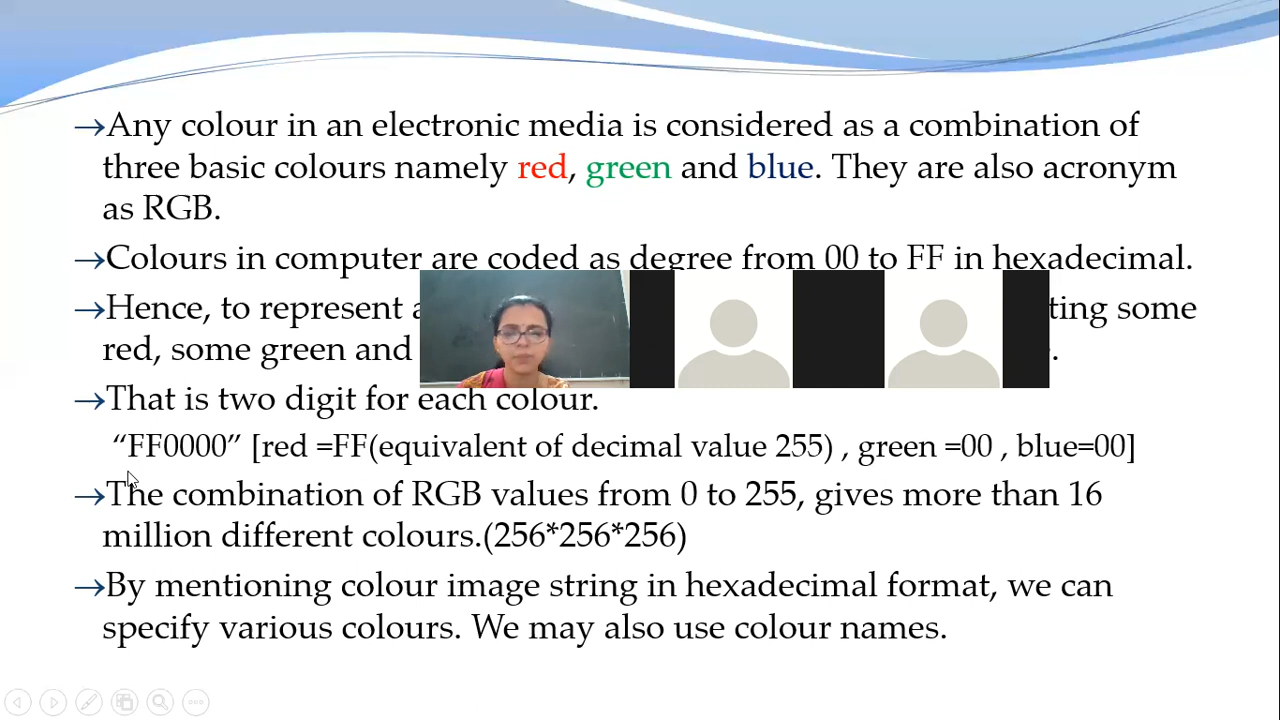 →Any colour in an electronic media is considered as a combination of
three basic colours namely red, green and blue. They are also acronym
as RGB.
→Colours in computer are coded as degree from 00 to FF in hexadecimal.
→Hence, to represent some
red, some green and
→That is two digit for each colour.
“FF0000” [red =FF(equivalent of decimal value 255) , green =00 , blue=00]
→The combination of RGB values from 0 to 255, gives more than 16
million different colours.(256*256*256)
→By mentioning colour image string in hexadecimal format, we can
specify various colours. We may also use colour names.